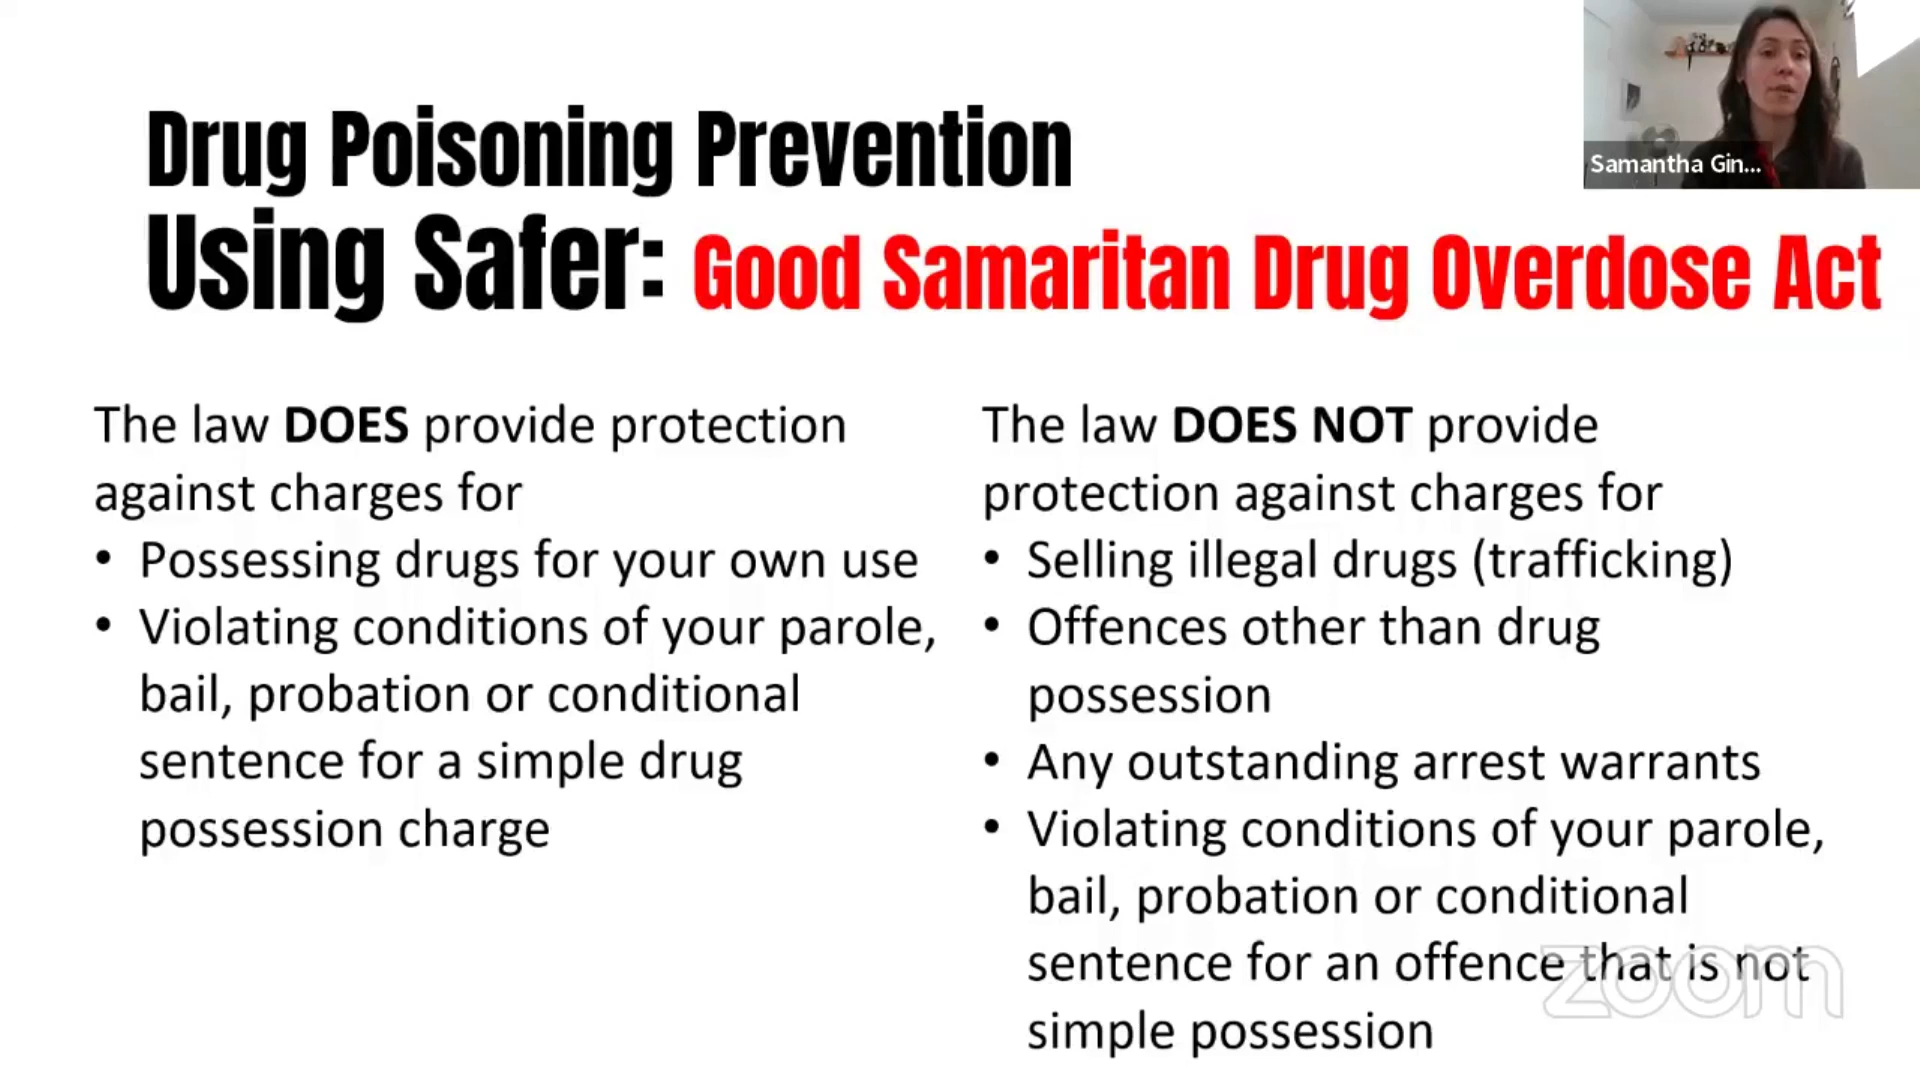 Drug Poisoning Prevention
Using Safer: Good Samaritan Drug Overdose Act
Samantha Gin...
The law DOES provide protection
against charges for
• Possessing drugs for your own use
• Violating conditions of your parole,
bail, probation or conditional
sentence for a simple drug
possession charge
The law DOES NOT provide
protection against charges for
• Selling illegal drugs (trafficking)
• Offences other than drug
possession
• Any outstanding arrest warrants
• Violating conditions of your parole,
bail, probation or conditional
sentence for an offence that is not
simple possession
zoom